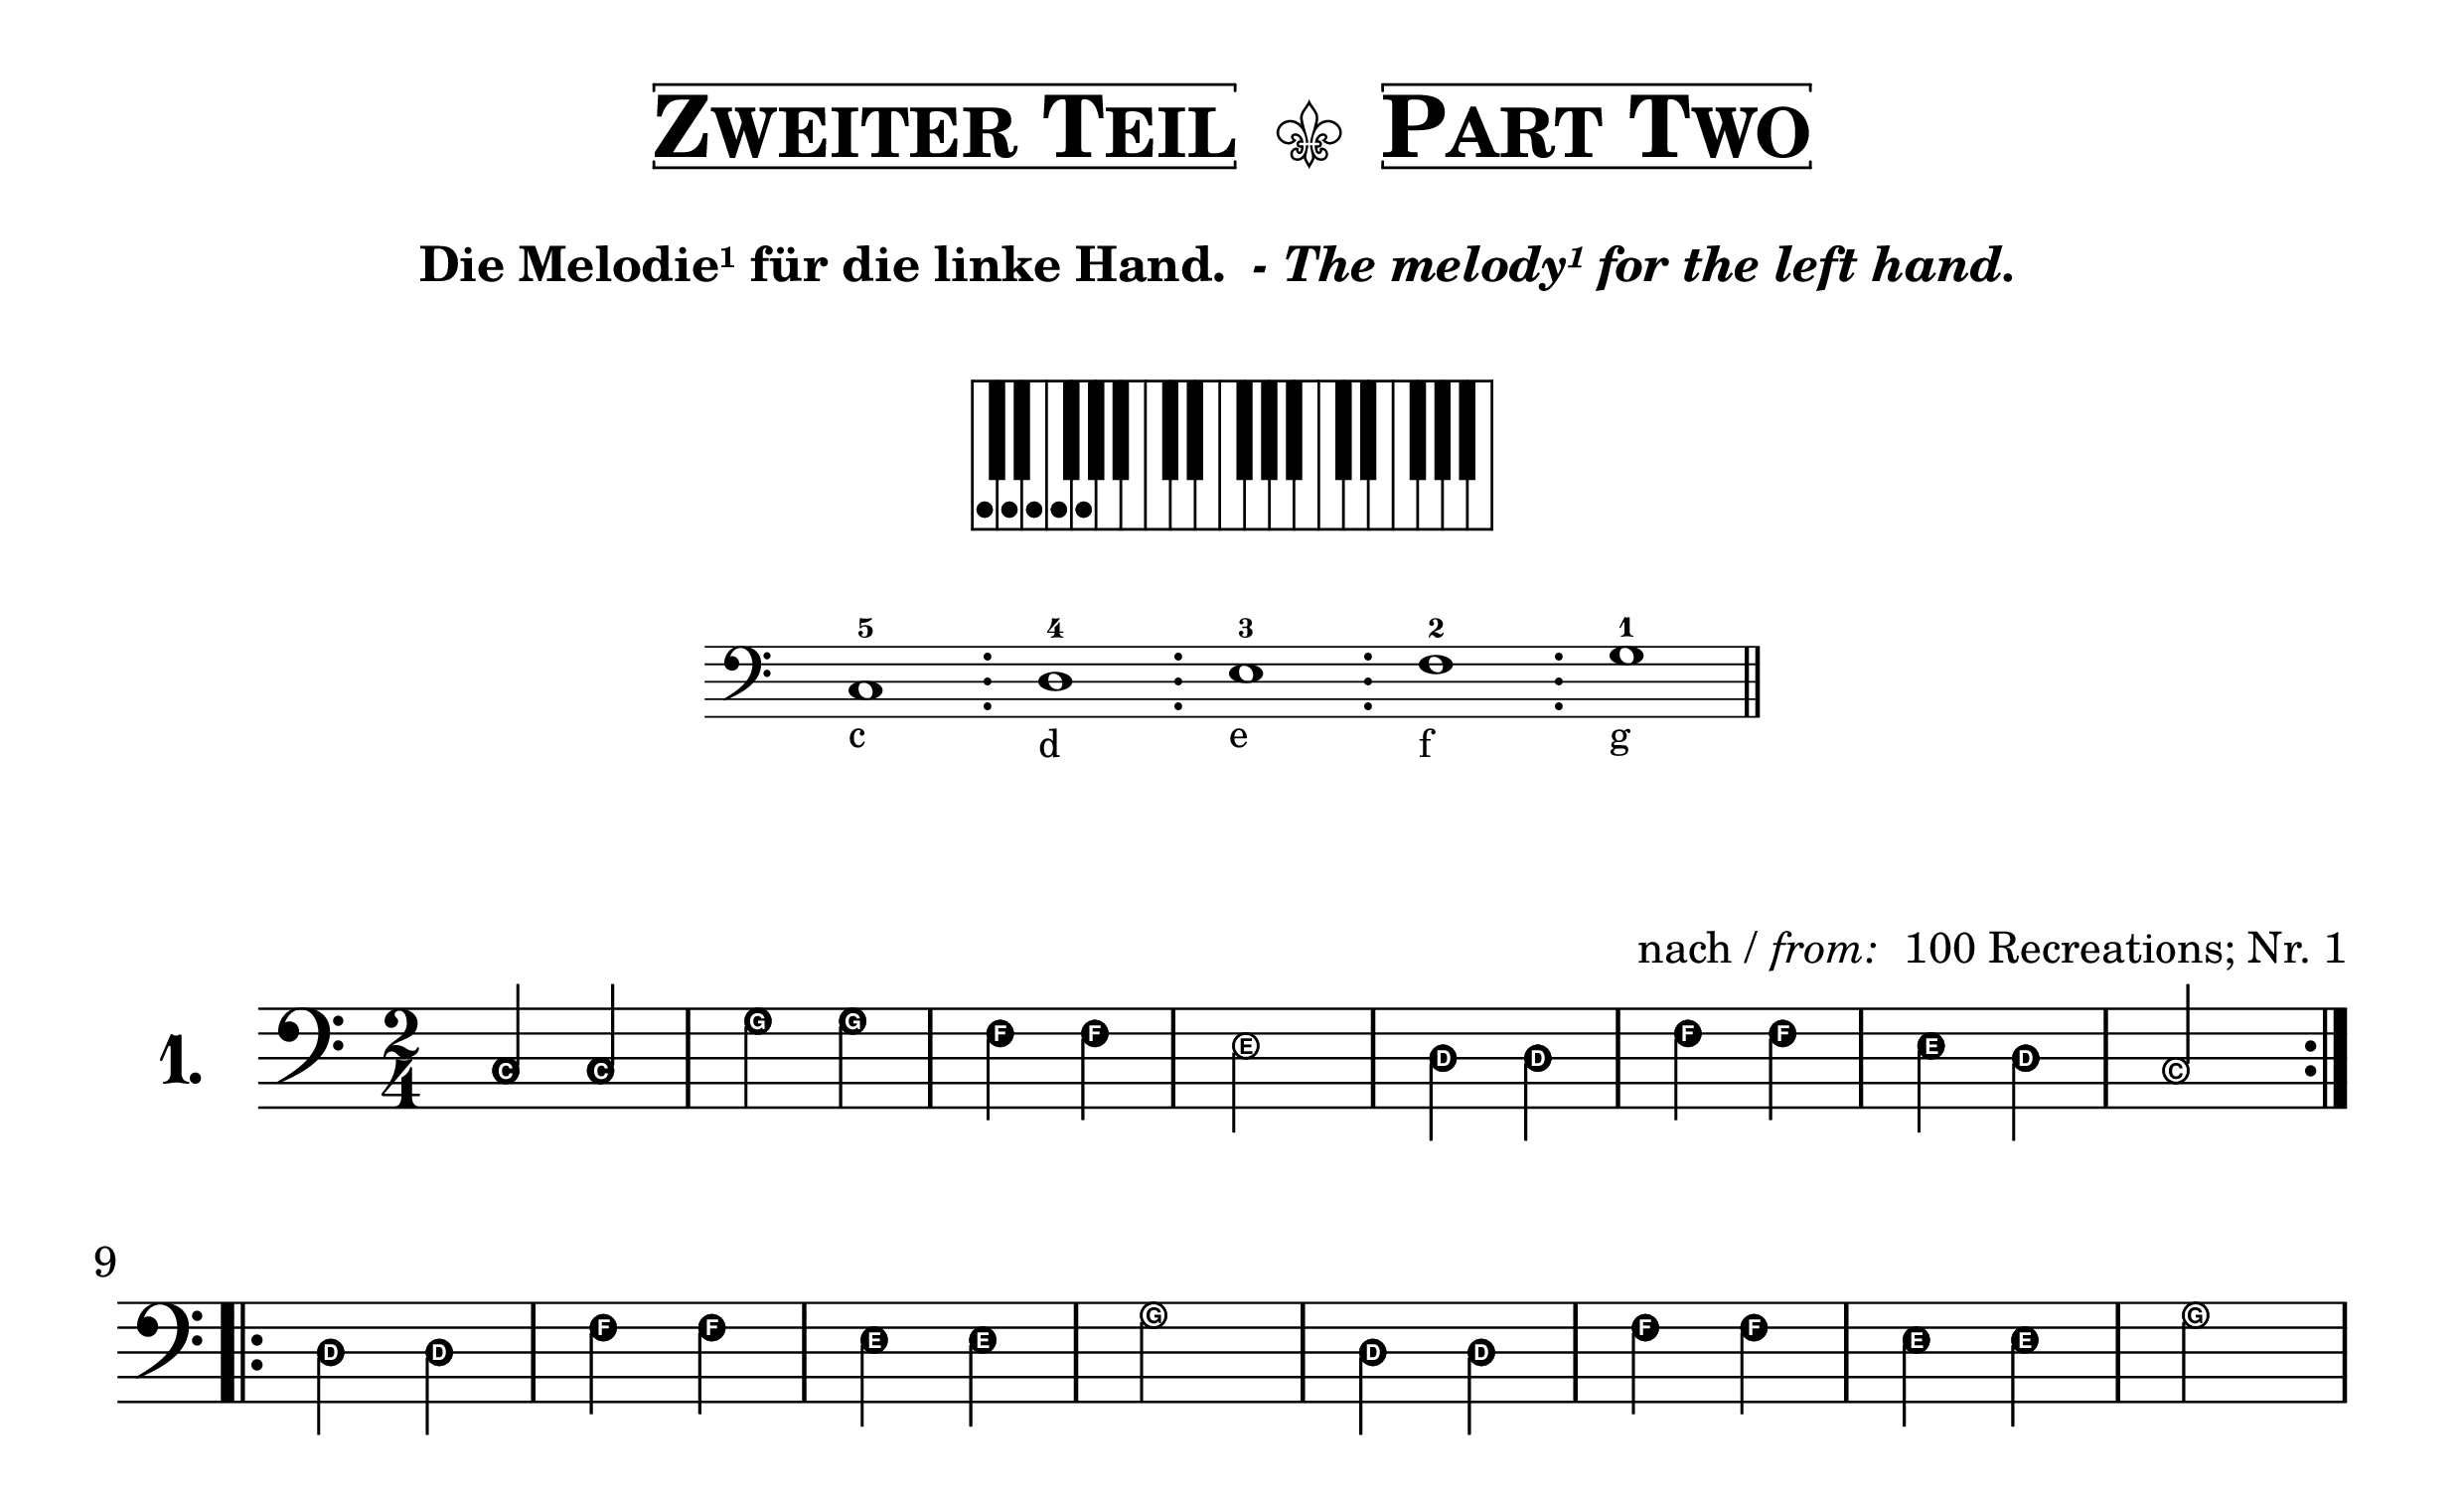 Zweiter Teil ⚜ Part Two
Die Melodie¹ für die linke Hand. - The melody¹ for the left hand.
5 4 3 2 1
c d e f g
nach / from: 100 Recreations; Nr. 1
1. 2 4 C C G G F F E D D F F E D C
9
D D F F E E G D D F F E E G